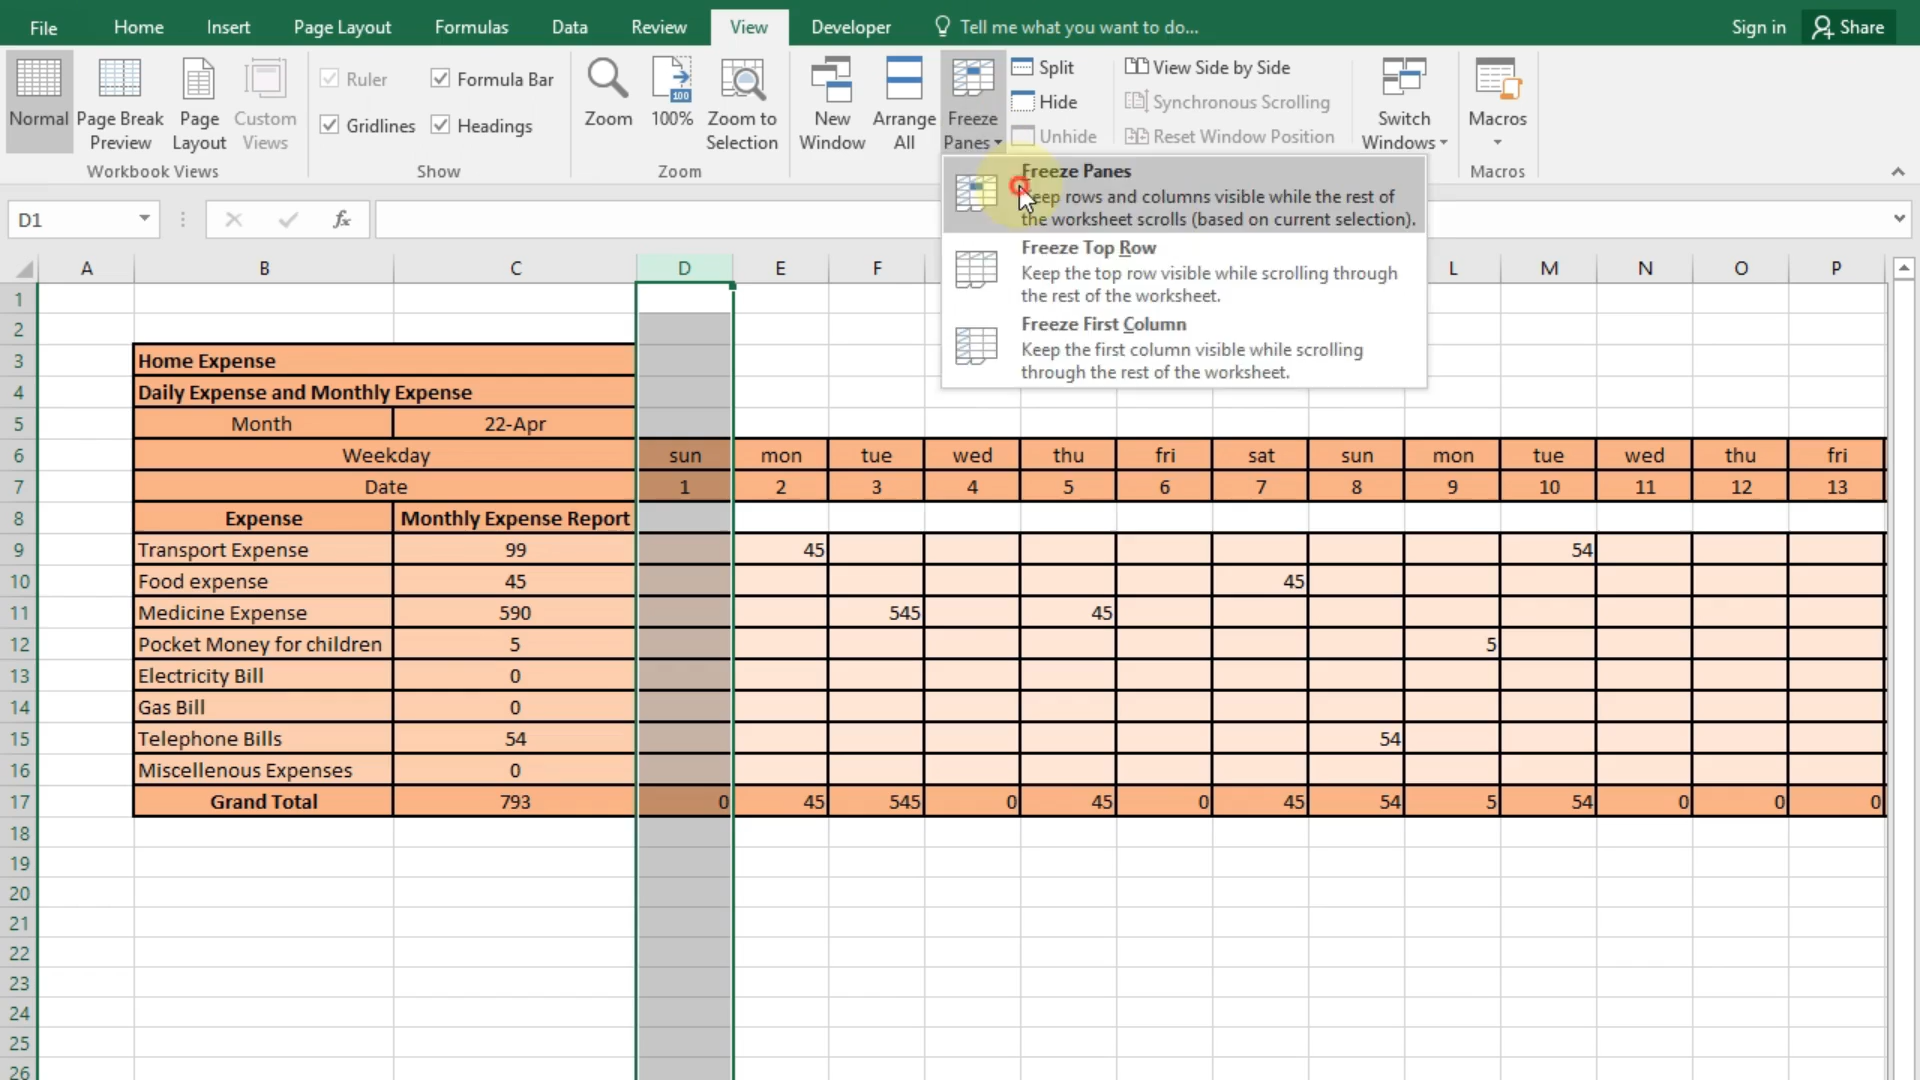 File Home Insert Page Layout Formulas Data Review View Developer Tell me what you want to do... Sign in Share
Normal Page Break Preview Page Layout Custom Views
Workbook Views
Ruler Formula Bar
Gridlines Headings
Show
Zoom 100% Zoom to Selection
100
Zoom
New Window Arrange All Freeze Panes
Split
Hide
Unhide
View Side by Side
Synchronous Scrolling
Reset Window Position
Switch Windows
Macros
Macros
Freeze Panes
Keep rows and columns visible while the rest of
the worksheet scrolls (based on current selection).
Freeze Top Row
Keep the top row visible while scrolling through
the rest of the worksheet.
Freeze First Column
Keep the first column visible while scrolling
through the rest of the worksheet.
D1 fx
A B C D E F L M N O P
1
2
3 Home Expense
4 Daily Expense and Monthly Expense
5 Month 22-Apr
6 Weekday sun mon tue wed thu fri sat sun mon tue wed thu fri
7 Date 1 2 3 4 5 6 7 8 9 10 11 12 13
8 Expense Monthly Expense Report
9 Transport Expense 99 45 54
10 Food expense 45 45
11 Medicine Expense 590 545 45
12 Pocket Money for children 5 5
13 Electricity Bill 0
14 Gas Bill 0
15 Telephone Bills 54 54
16 Miscellenous Expenses 0
17 Grand Total 793 0 45 545 0 45 0 45 54 5 54 0 0 0
18
19
20
21
22
23
24
25
26